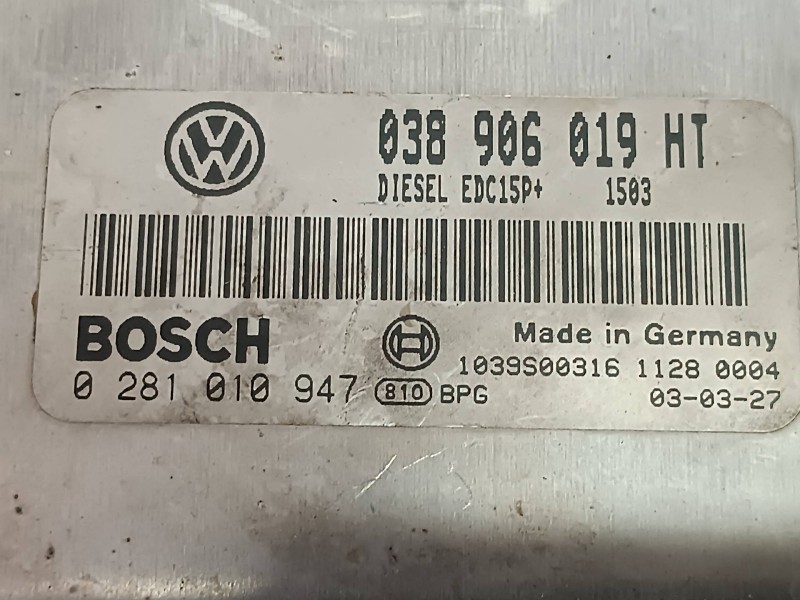 038 906 019 HT
DIESEL EDC15P+ 1503
BOSCH
Made in Germany
1039S00316 1128 0004
0 281 010 947 810 BPG
03-03-27